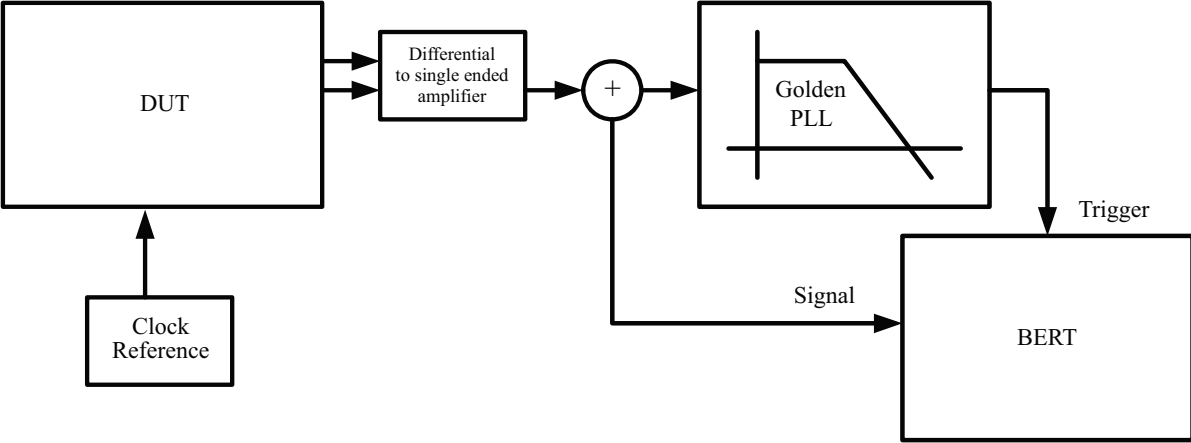 DUT
Differential
to single ended
amplifier
+
Golden
PLL
Trigger
Clock
Reference
Signal
BERT